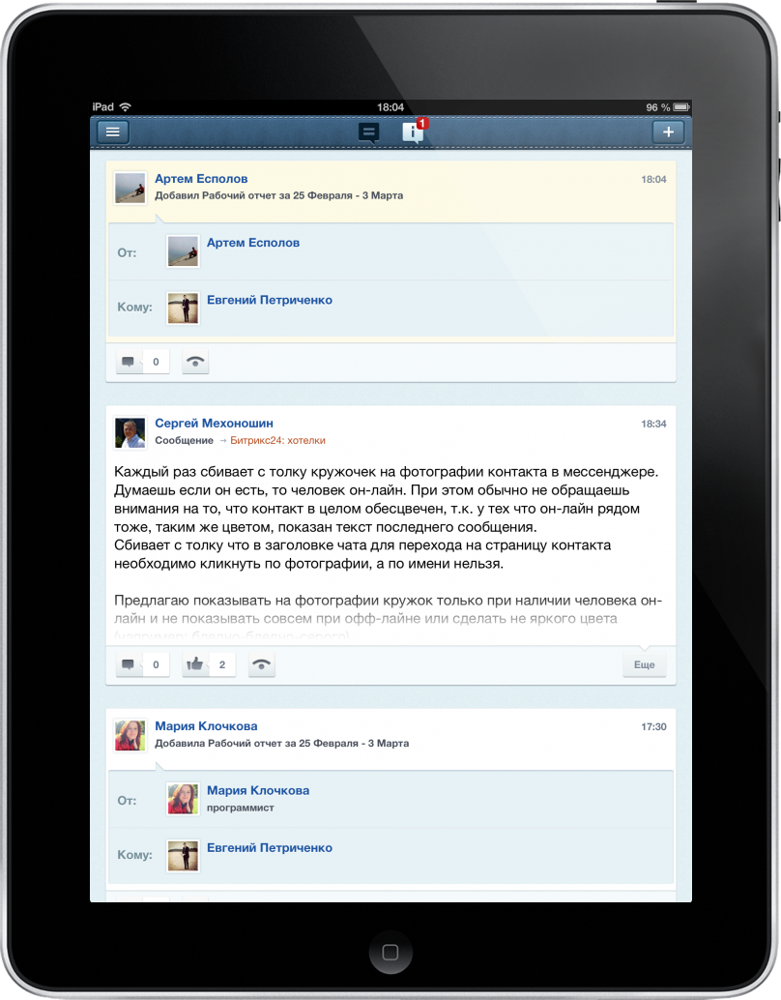 iPad 18:04 96 %
1
Артем Есполов 18:04
Добавил Рабочий отчет за 25 Февраля - 3 Марта
От: Артем Есполов
Кому: Евгений Петриченко
0
Сергей Мехоношин 18:34
Сообщение → Битрикс24: хотелки
Каждый раз сбивает с толку кружочек на фотографии контакта в мессенджере.
Думаешь если он есть, то человек он-лайн. При этом обычно не обращаешь
внимания на то, что контакт в целом обесцвечен, т.к. у тех что он-лайн рядом
тоже, таким же цветом, показан текст последнего сообщения.
Сбивает с толку что в заголовке чата для перехода на страницу контакта
необходимо кликнуть по фотографии, а по имени нельзя.
Предлагаю показывать на фотографии кружок только при наличии человека он-
лайн и не показывать совсем при офф-лайне или сделать не яркого цвета
(например: бледно-бледно-серого)
0 2 Еще
Мария Клочкова 17:30
Добавила Рабочий отчет за 25 Февраля - 3 Марта
От: Мария Клочкова
программист
Кому: Евгений Петриченко